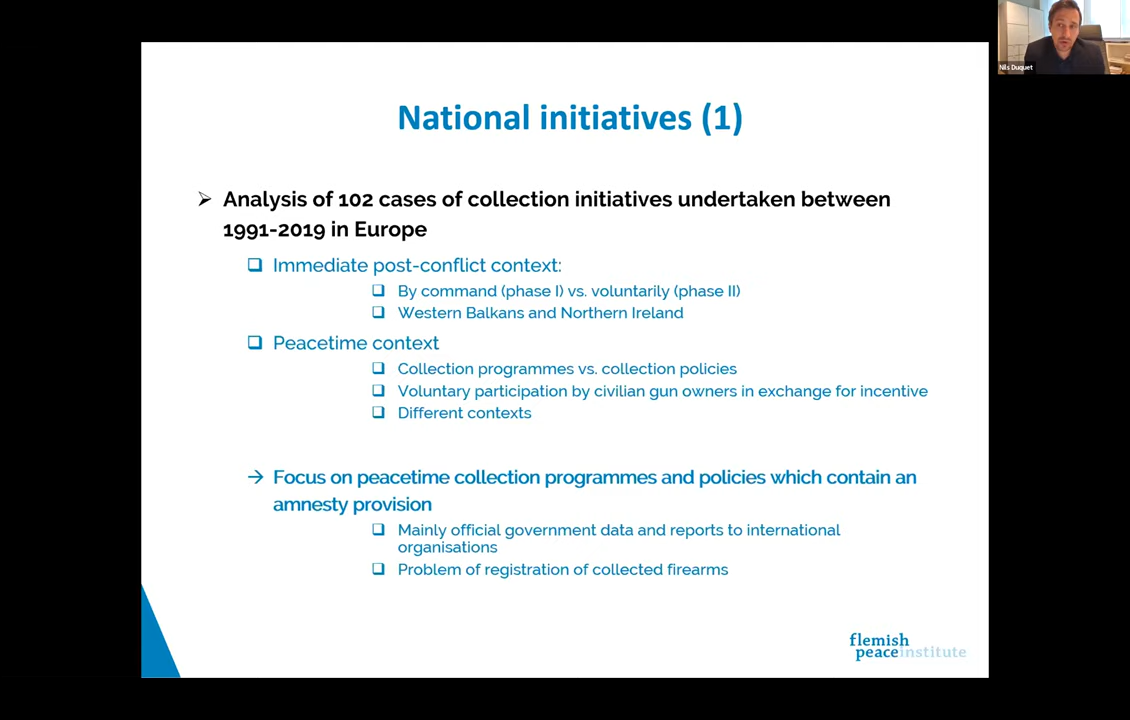 Nils Duquet
National initiatives (1)
Analysis of 102 cases of collection initiatives undertaken between
1991-2019 in Europe
Immediate post-conflict context:
By command (phase I) vs. voluntarily (phase II)
Western Balkans and Northern Ireland
Peacetime context
Collection programmes vs. collection policies
Voluntary participation by civilian gun owners in exchange for incentive
Different contexts
Focus on peacetime collection programmes and policies which contain an
amnesty provision
Mainly official government data and reports to international
organisations
Problem of registration of collected firearms
flemish
peaceinstitute